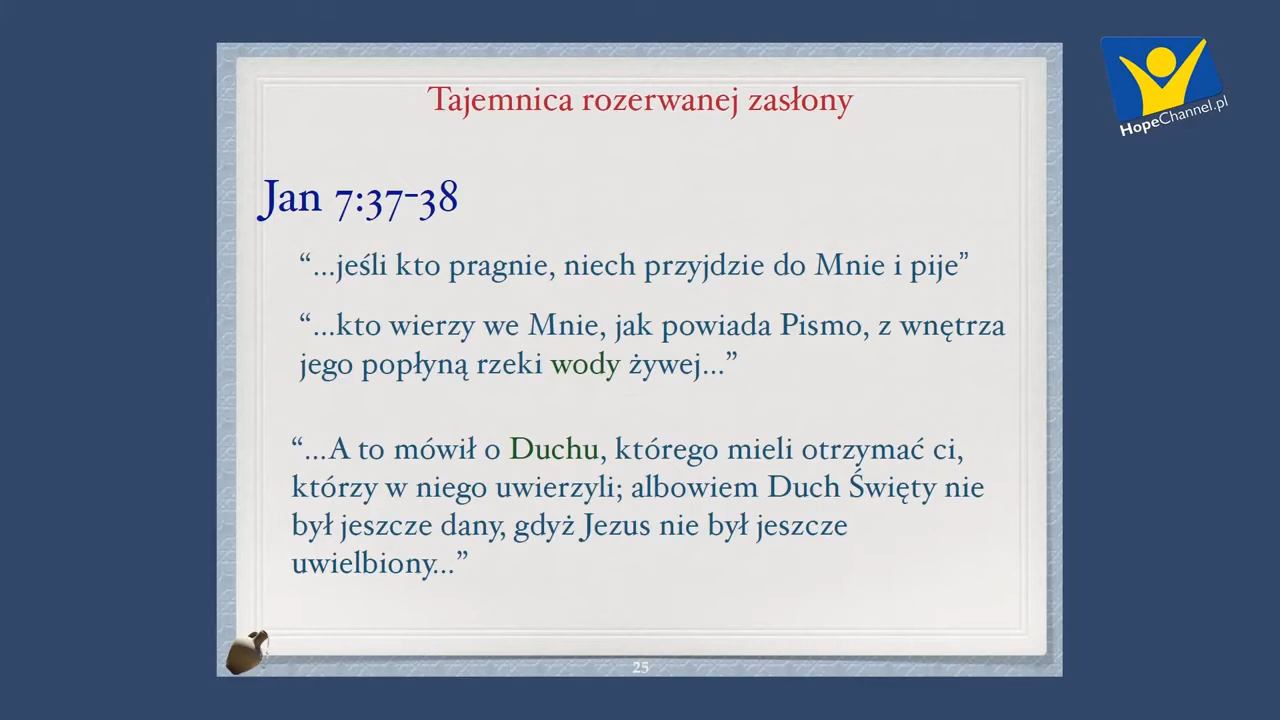 HopeChannel.pl
Tajemnica rozerwanej zasłony
Jan 7:37-38
“...jeśli kto pragnie, niech przyjdzie do Mnie i pije”
“...kto wierzy we Mnie, jak powiada Pismo, z wnętrza
jego popłyną rzeki wody żywej...”
“...A to mówił o Duchu, którego mieli otrzymać ci,
którzy w niego uwierzyli; albowiem Duch Święty nie
był jeszcze dany, gdyż Jezus nie był jeszcze
uwielbiony...”
25